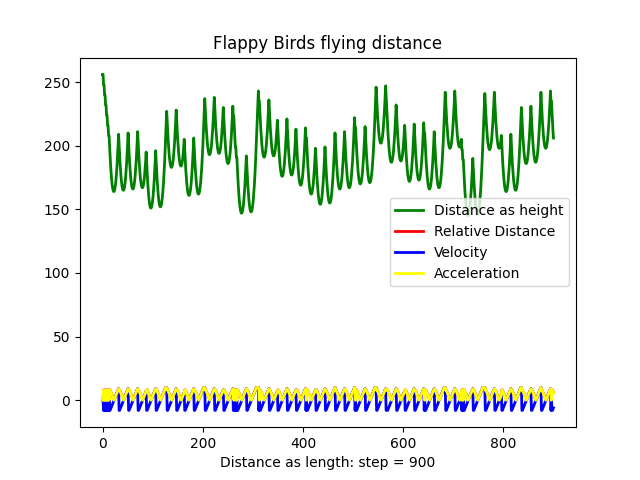 Flappy Birds flying distance
250
200
150
100
50
0
Distance as height
Relative Distance
Velocity
Acceleration
0 200 400 600 800
Distance as length: step = 900